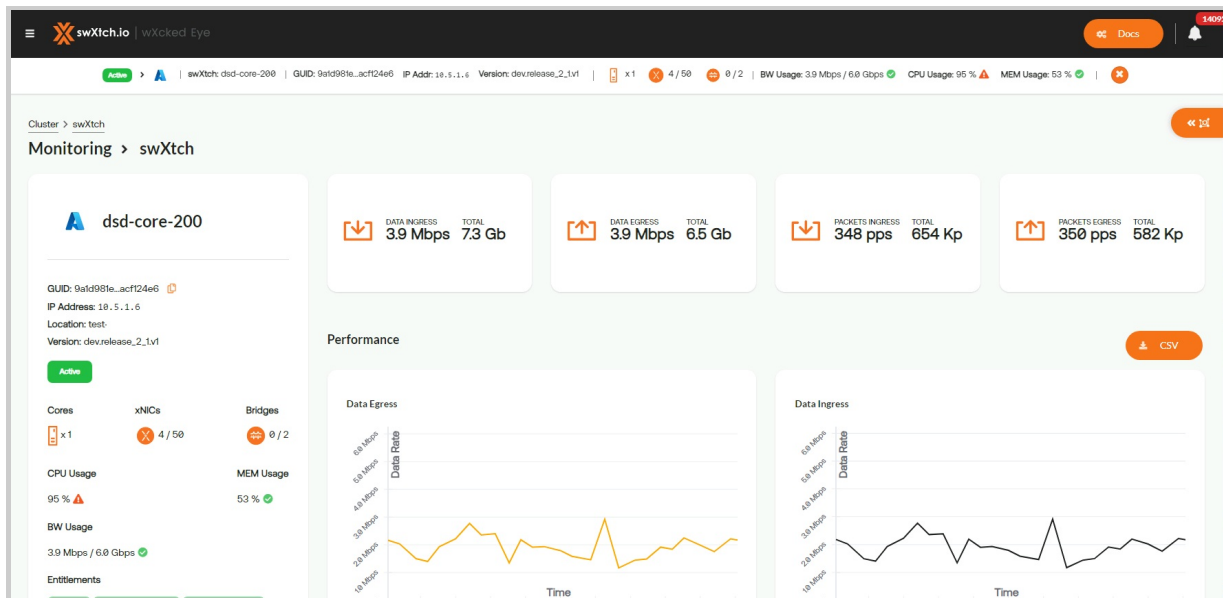 swXtch.io | wXcked Eye
Docs
1409
Active > | swXtch: dsd-core-200 | GUID: 9a1d981e...acf124e6 IP Addr: 10.5.1.6 Version: dev.release_2_1.v1 | x1 4 / 50 0 / 2 | BW Usage: 3.9 Mbps / 6.0 Gbps CPU Usage: 95 % MEM Usage: 53 % |
Cluster > swXtch
Monitoring > swXtch
dsd-core-200
GUID: 9a1d981e...acf124e6
IP Address: 10.5.1.6
Location: test-
Version: dev.release_2_1.v1
Active
Cores xNICs Bridges
x1 4 / 50 0 / 2
CPU Usage MEM Usage
95 % 53 %
BW Usage
3.9 Mbps / 6.0 Gbps
Entitlements
DATA INGRESS TOTAL
3.9 Mbps 7.3 Gb
DATA EGRESS TOTAL
3.9 Mbps 6.5 Gb
PACKETS INGRESS TOTAL
348 pps 654 Kp
PACKETS EGRESS TOTAL
350 pps 582 Kp
Performance
CSV
Data Egress
Data Rate
6.0 Mbps
5.0 Mbps
4.0 Mbps
3.0 Mbps
2.0 Mbps
1.0 Mbps
Time
Data Ingress
Data Rate
6.0 Mbps
5.0 Mbps
4.0 Mbps
3.0 Mbps
2.0 Mbps
1.0 Mbps
Time